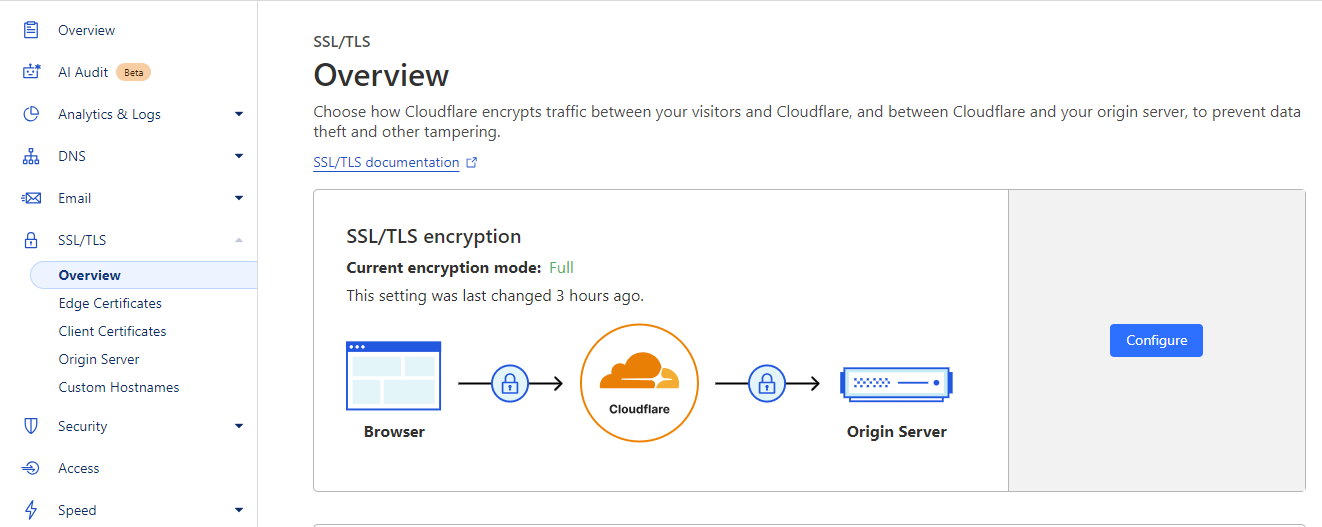 Overview
AI Audit Beta
Analytics & Logs
DNS
Email
SSL/TLS
Overview
Edge Certificates
Client Certificates
Origin Server
Custom Hostnames
Security
Access
Speed
SSL/TLS
Overview
Choose how Cloudflare encrypts traffic between your visitors and Cloudflare, and between Cloudflare and your origin server, to prevent data
theft and other tampering.
SSL/TLS documentation
SSL/TLS encryption
Current encryption mode: Full
This setting was last changed 3 hours ago.
Cloudflare
Browser
Origin Server
Configure